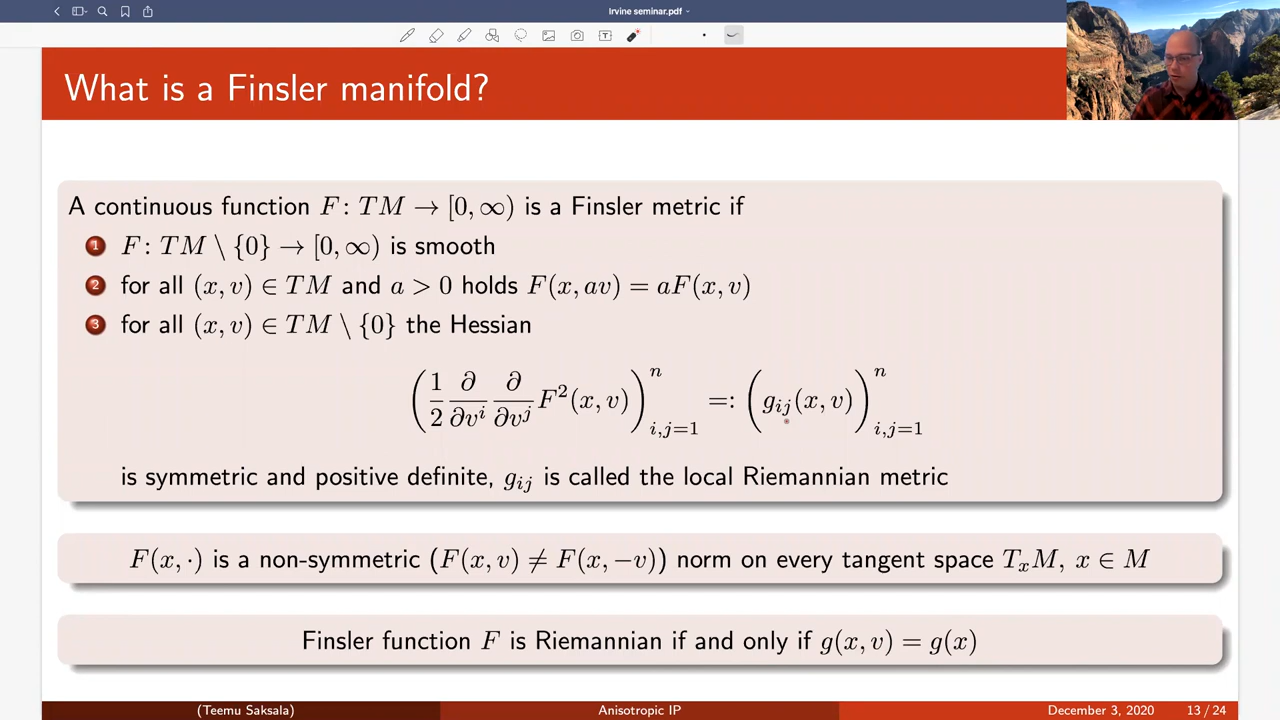 Irvine seminar.pdf
What is a Finsler manifold?
A continuous function F : TM → [0, ∞) is a Finsler metric if
1 F : TM \ {0} → [0, ∞) is smooth
2 for all (x, v) ∈ TM and a > 0 holds F(x, av) = aF(x, v)
3 for all (x, v) ∈ TM \ {0} the Hessian
(1/2 ∂/∂v^i ∂/∂v^j F²(x, v))^n_{i,j=1} =: (g_{ij}(x, v))^n_{i,j=1}
is symmetric and positive definite, g_{ij} is called the local Riemannian metric
F(x, ·) is a non-symmetric (F(x, v) ≠ F(x, −v)) norm on every tangent space T_xM, x ∈ M
Finsler function F is Riemannian if and only if g(x, v) = g(x)
(Teemu Saksala) Anisotropic IP December 3, 2020 13 / 24